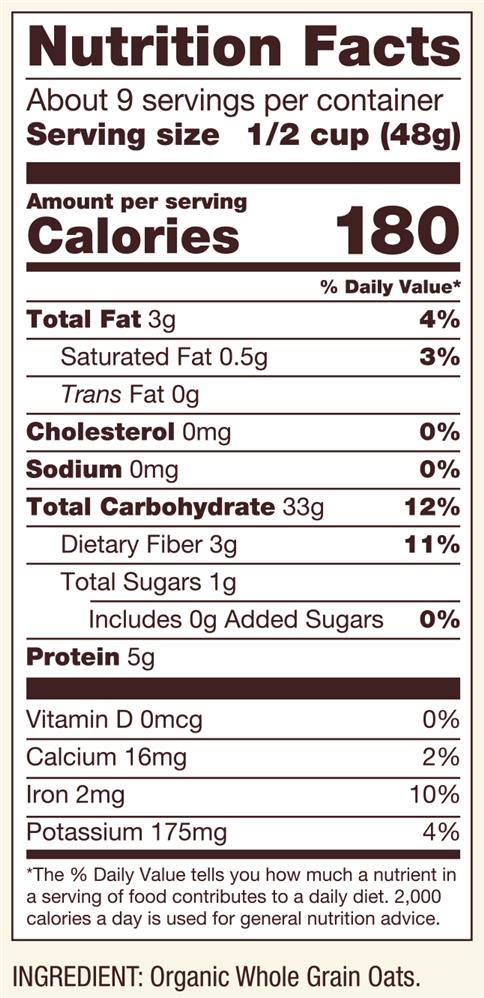 Nutrition Facts
About 9 servings per container
Serving size 1/2 cup (48g)
Amount per serving
Calories 180
% Daily Value*
Total Fat 3g 4%
Saturated Fat 0.5g 3%
Trans Fat 0g
Cholesterol 0mg 0%
Sodium 0mg 0%
Total Carbohydrate 33g 12%
Dietary Fiber 3g 11%
Total Sugars 1g
Includes 0g Added Sugars 0%
Protein 5g
Vitamin D 0mcg 0%
Calcium 16mg 2%
Iron 2mg 10%
Potassium 175mg 4%
*The % Daily Value tells you how much a nutrient in
a serving of food contributes to a daily diet. 2,000
calories a day is used for general nutrition advice.
INGREDIENT: Organic Whole Grain Oats.